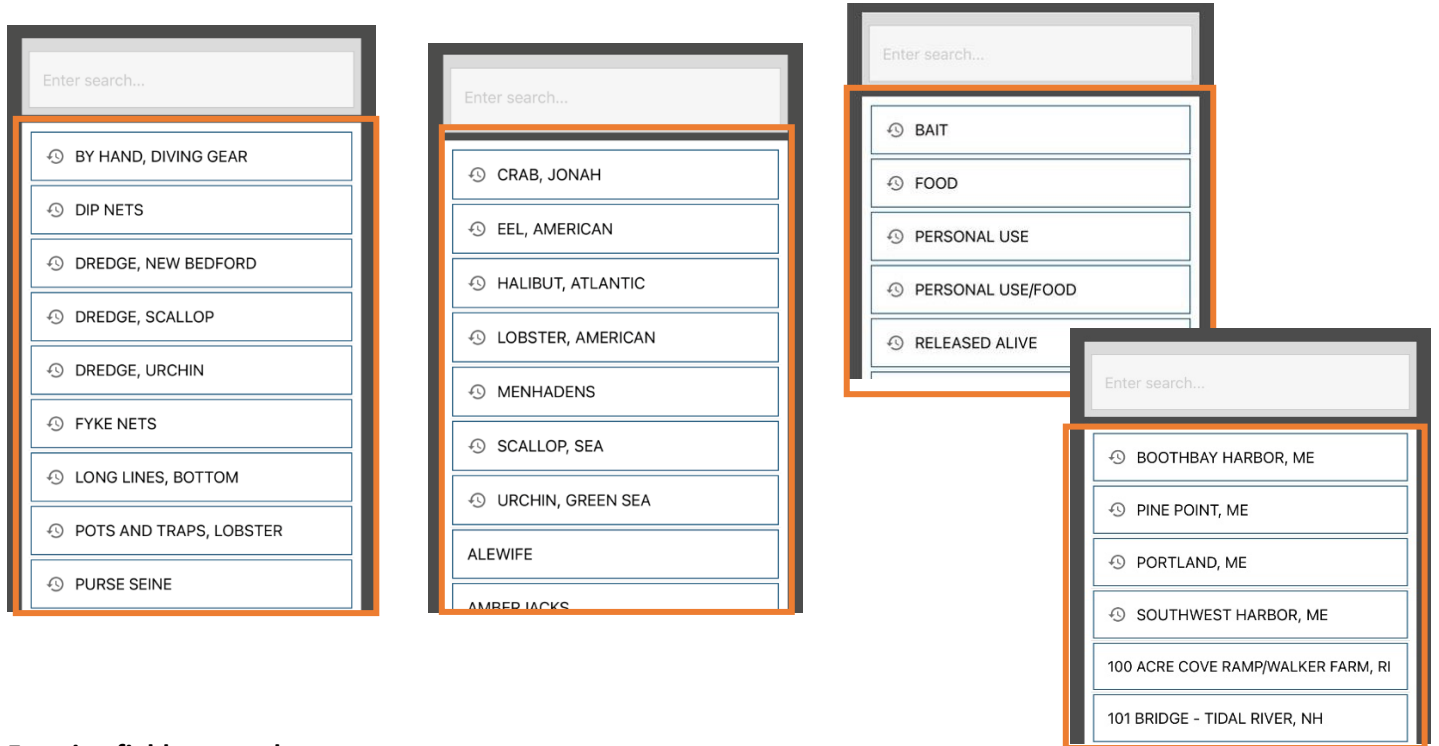 Enter search...
BY HAND, DIVING GEAR
DIP NETS
DREDGE, NEW BEDFORD
DREDGE, SCALLOP
DREDGE, URCHIN
FYKE NETS
LONG LINES, BOTTOM
POTS AND TRAPS, LOBSTER
PURSE SEINE
Enter search...
CRAB, JONAH
EEL, AMERICAN
HALIBUT, ATLANTIC
LOBSTER, AMERICAN
MENHADENS
SCALLOP, SEA
URCHIN, GREEN SEA
ALEWIFE
AMBERJACKS
Enter search...
BAIT
FOOD
PERSONAL USE
PERSONAL USE/FOOD
RELEASED ALIVE
Enter search...
BOOTHBAY HARBOR, ME
PINE POINT, ME
PORTLAND, ME
SOUTHWEST HARBOR, ME
100 ACRE COVE RAMP/WALKER FARM, RI
101 BRIDGE - TIDAL RIVER, NH